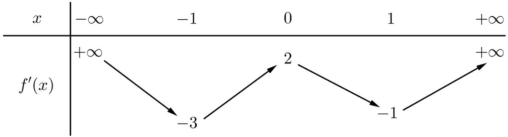 x −∞ −1 0 1 +∞
+∞ 2 +∞
f′(x)
−3 −1